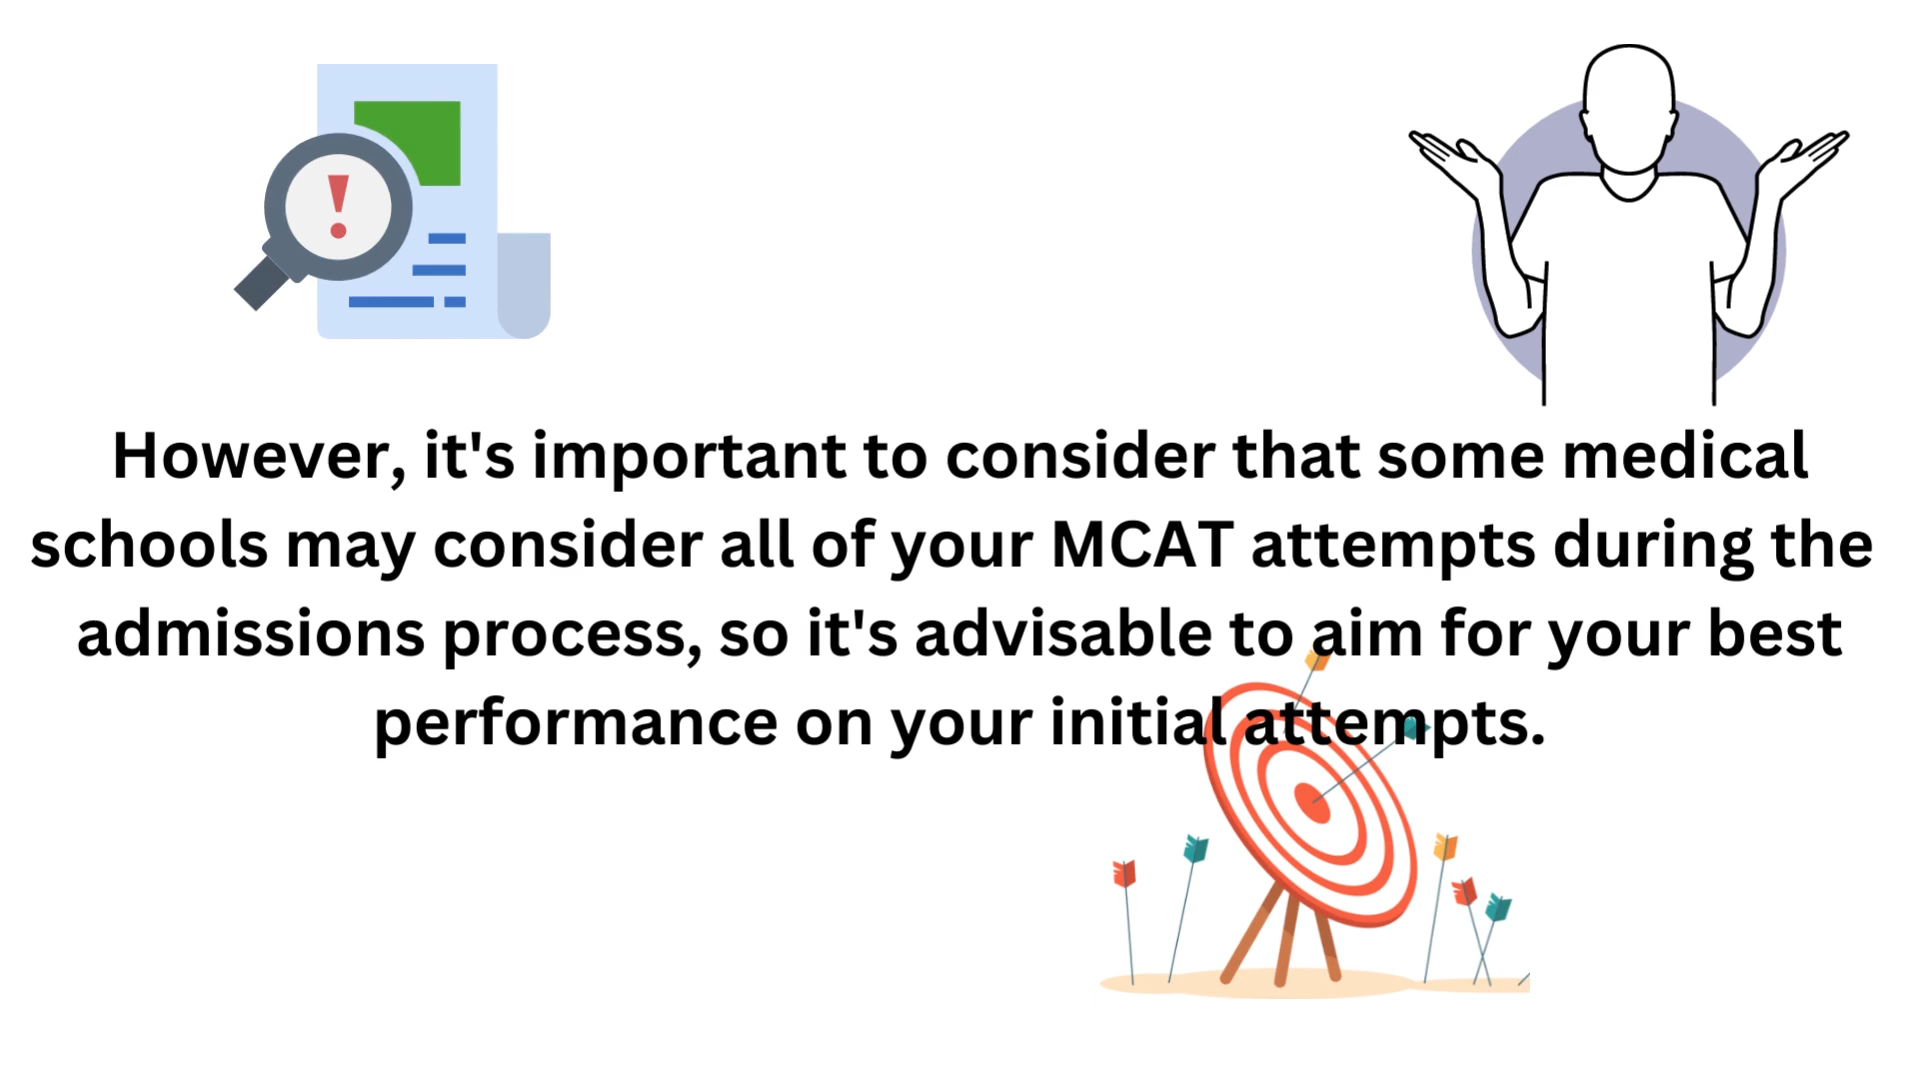 However, it's important to consider that some medical
schools may consider all of your MCAT attempts during the
admissions process, so it's advisable to aim for your best
performance on your initial attempts.